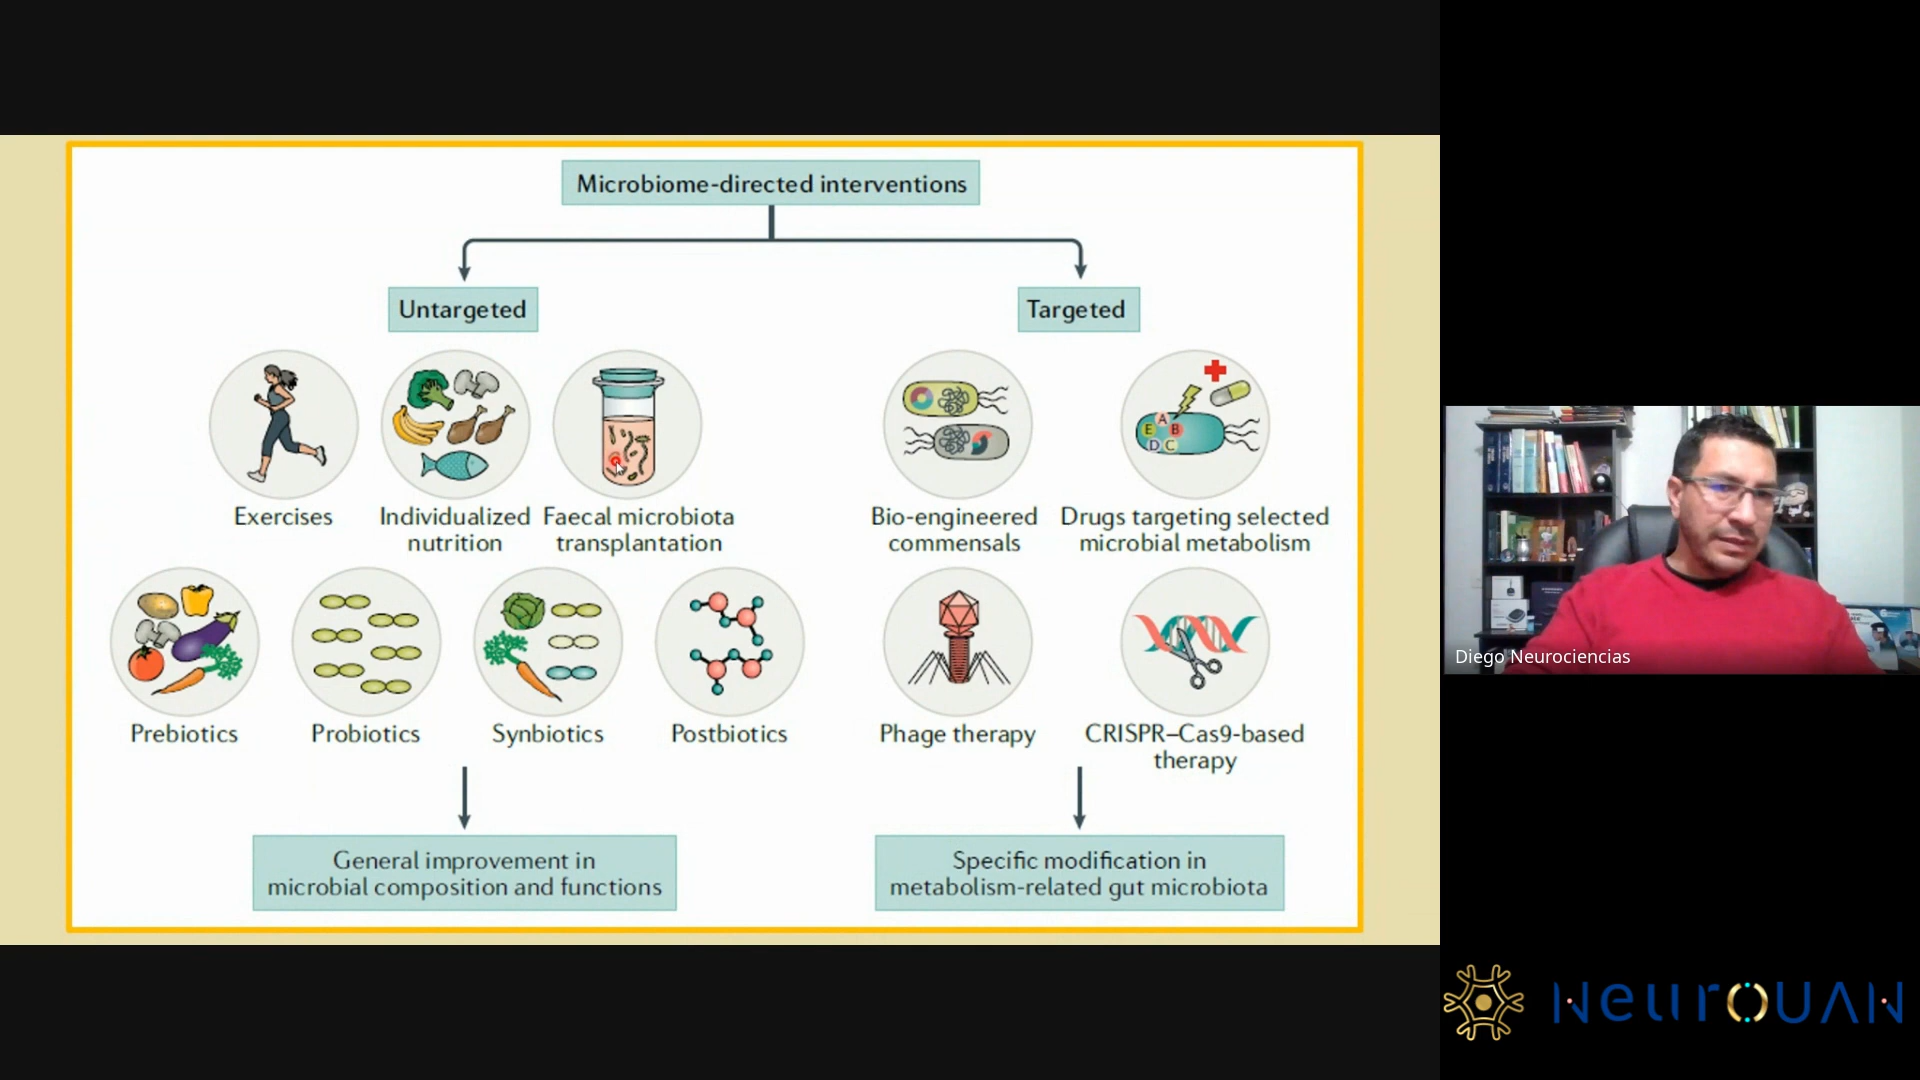 Microbiome-directed interventions
Untargeted
Targeted
Exercises
Individualized
nutrition
Faecal microbiota
transplantation
Bio-engineered
commensals
Drugs targeting selected
microbial metabolism
A
E B
D C
Prebiotics
Probiotics
Synbiotics
Postbiotics
Phage therapy
CRISPR–Cas9-based
therapy
General improvement in
microbial composition and functions
Specific modification in
metabolism-related gut microbiota
Diego Neurociencias
NeurOUAN